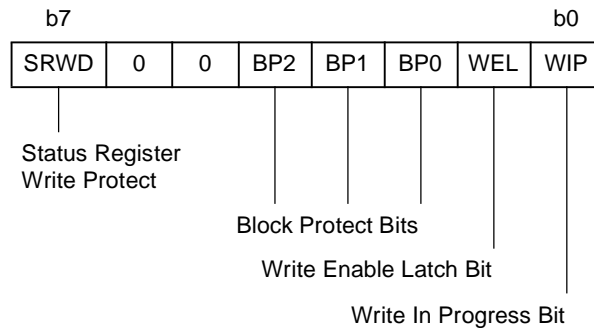 b7 b0
SRWD 0 0 BP2 BP1 BP0 WEL WIP
Status Register
Write Protect
Block Protect Bits
Write Enable Latch Bit
Write In Progress Bit